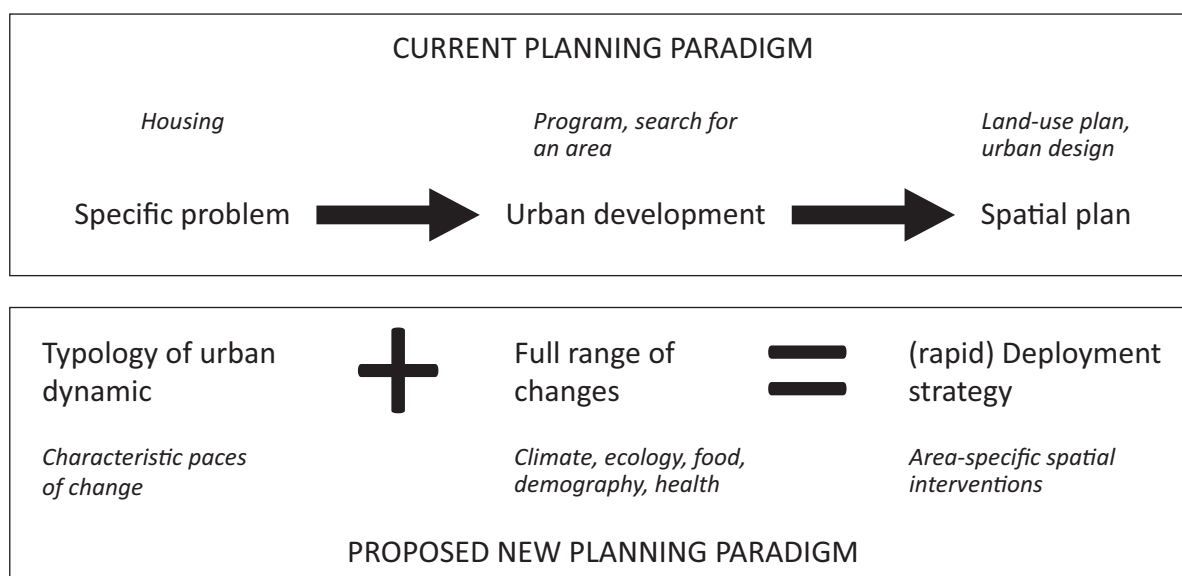 CURRENT PLANNING PARADIGM
Housing
Program, search for
an area
Land-use plan,
urban design
Specific problem
Urban development
Spatial plan
Typology of urban
dynamic
Full range of
changes
(rapid) Deployment
strategy
Characteristic paces
of change
Climate, ecology, food,
demography, health
Area-specific spatial
interventions
PROPOSED NEW PLANNING PARADIGM